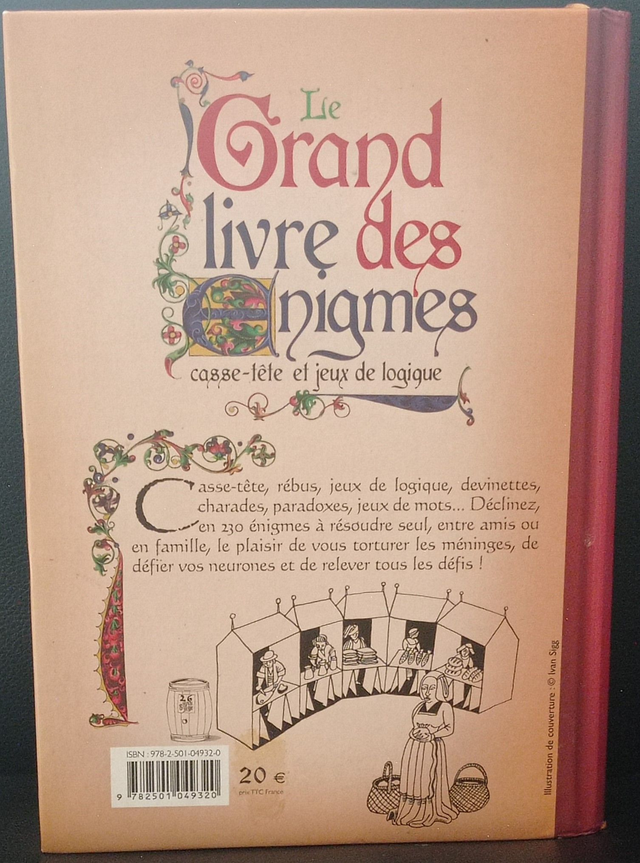 Le
Grand
livre des
Enigmes
casse-tête et jeux de logique
Casse-tête, rébus, jeux de logique, devinettes,
charades, paradoxes, jeux de mots... Déclinez,
en 230 énigmes à résoudre seul, entre amis ou
en famille, le plaisir de vous torturer les méninges, de
défier vos neurones et de relever tous les défis !
26
ISBN : 978-2-501-04932-0
9 782501 049320
20 €
prix TTC France
Illustration de couverture : © Ivan Sigg